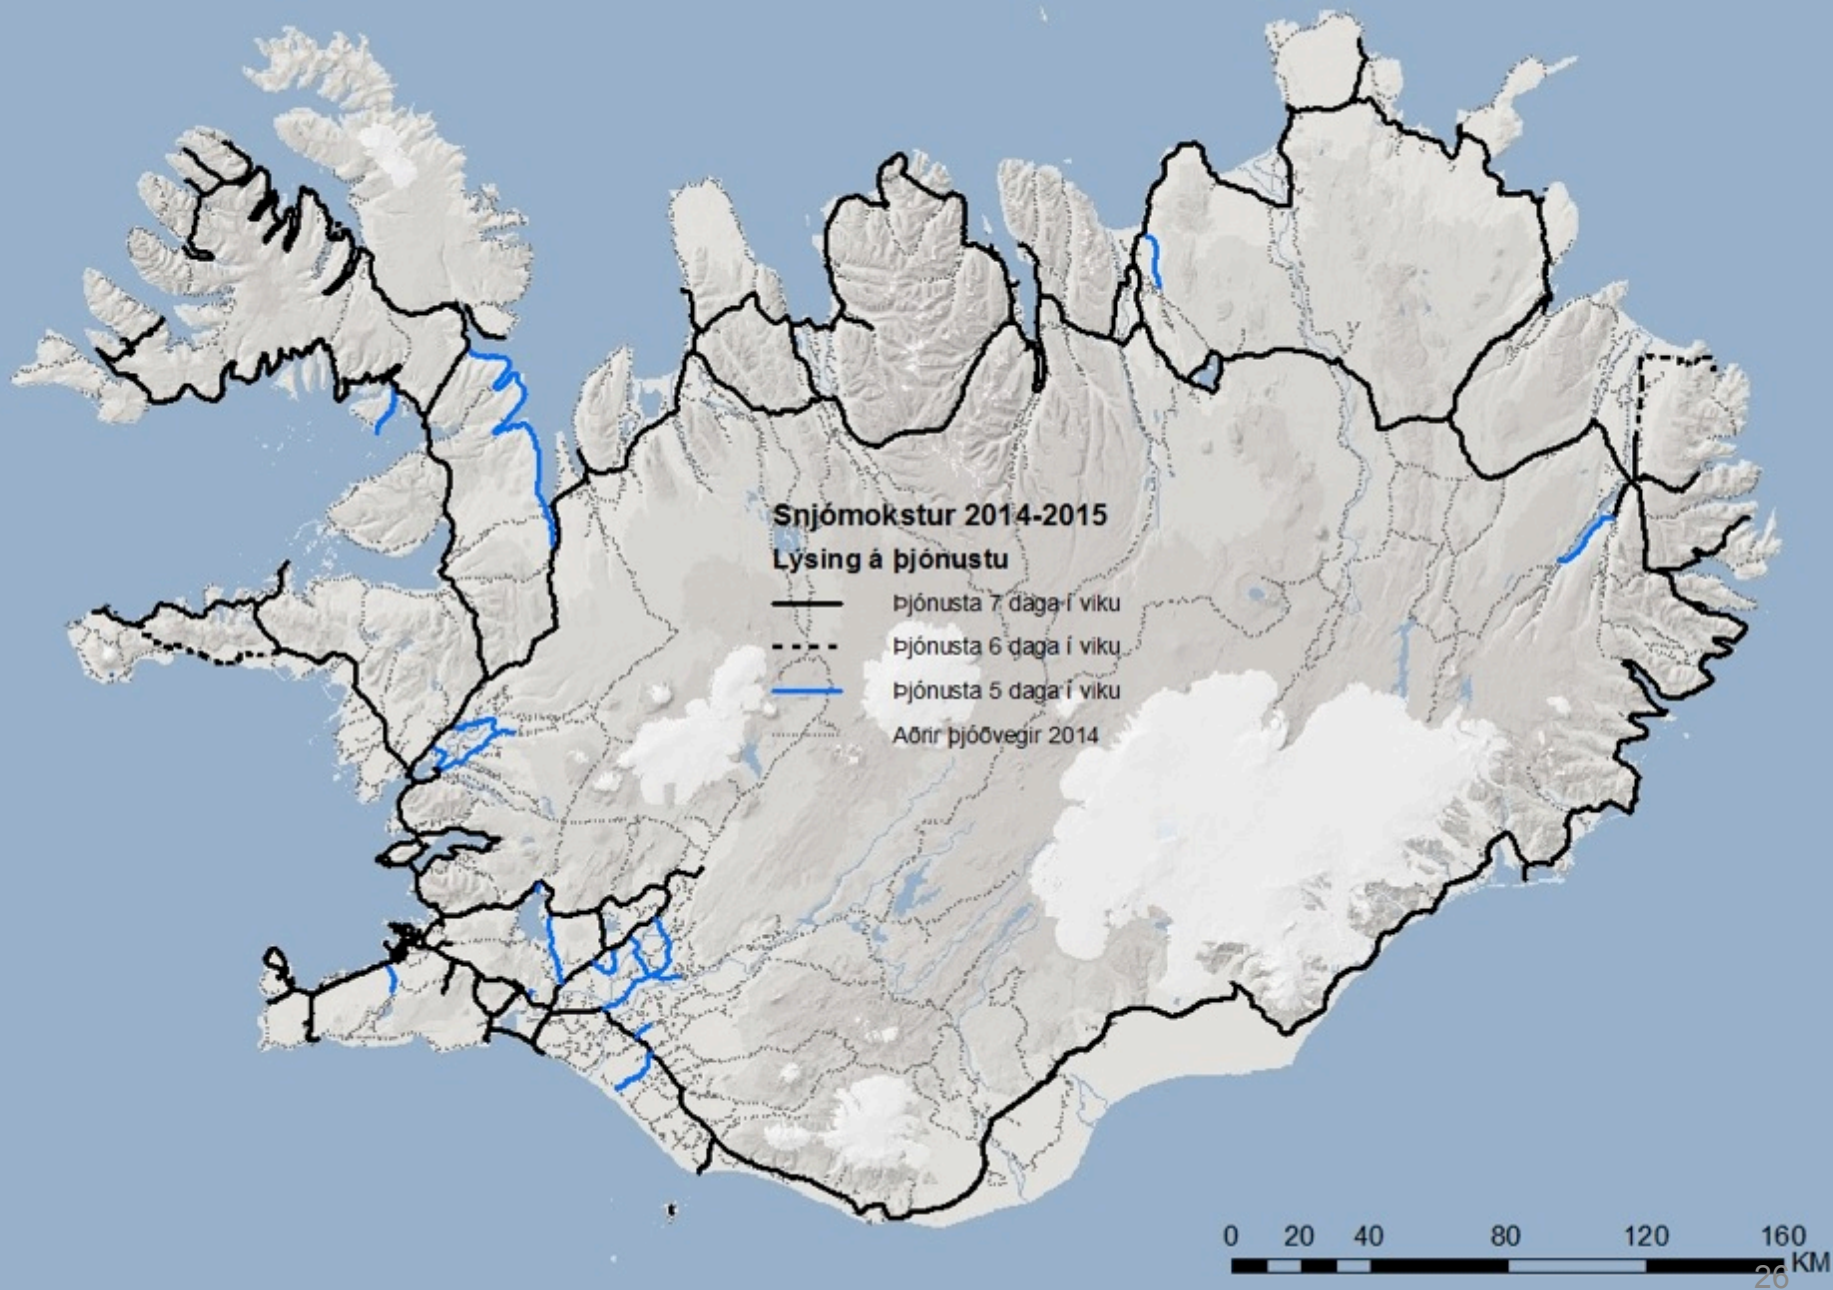 Snjómokstur 2014-2015
Lýsing á þjónustu
Þjónusta 7 daga í viku
Þjónusta 6 daga í viku
Þjónusta 5 daga í viku
Aðrir þjóðvegir 2014
0 20 40 80 120 160
KM
26